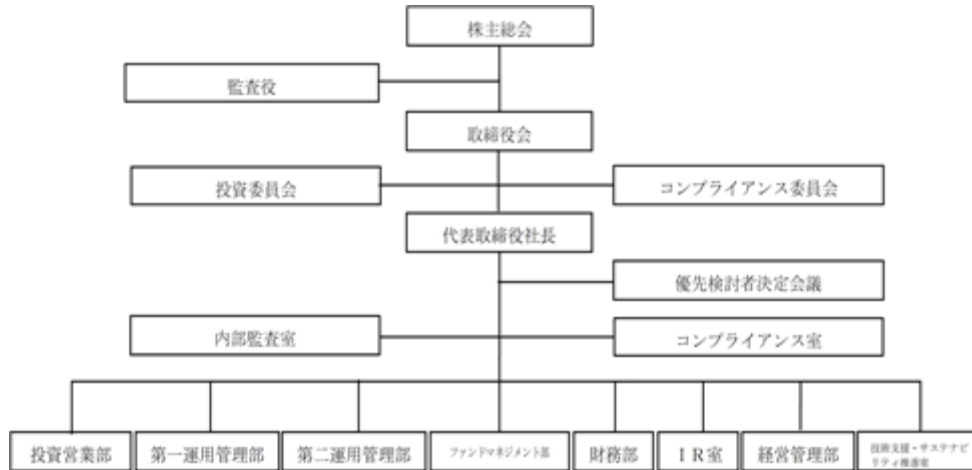 株主総会
監査役
取締役会
投資委員会
コンプライアンス委員会
代表取締役社長
優先検討者決定会議
内部監査室
コンプライアンス室
投資営業部
第一運用管理部
第二運用管理部
ファンドマネジメント部
財務部
ＩＲ室
経営管理部
技術支援・サステナビ
リティ推進室